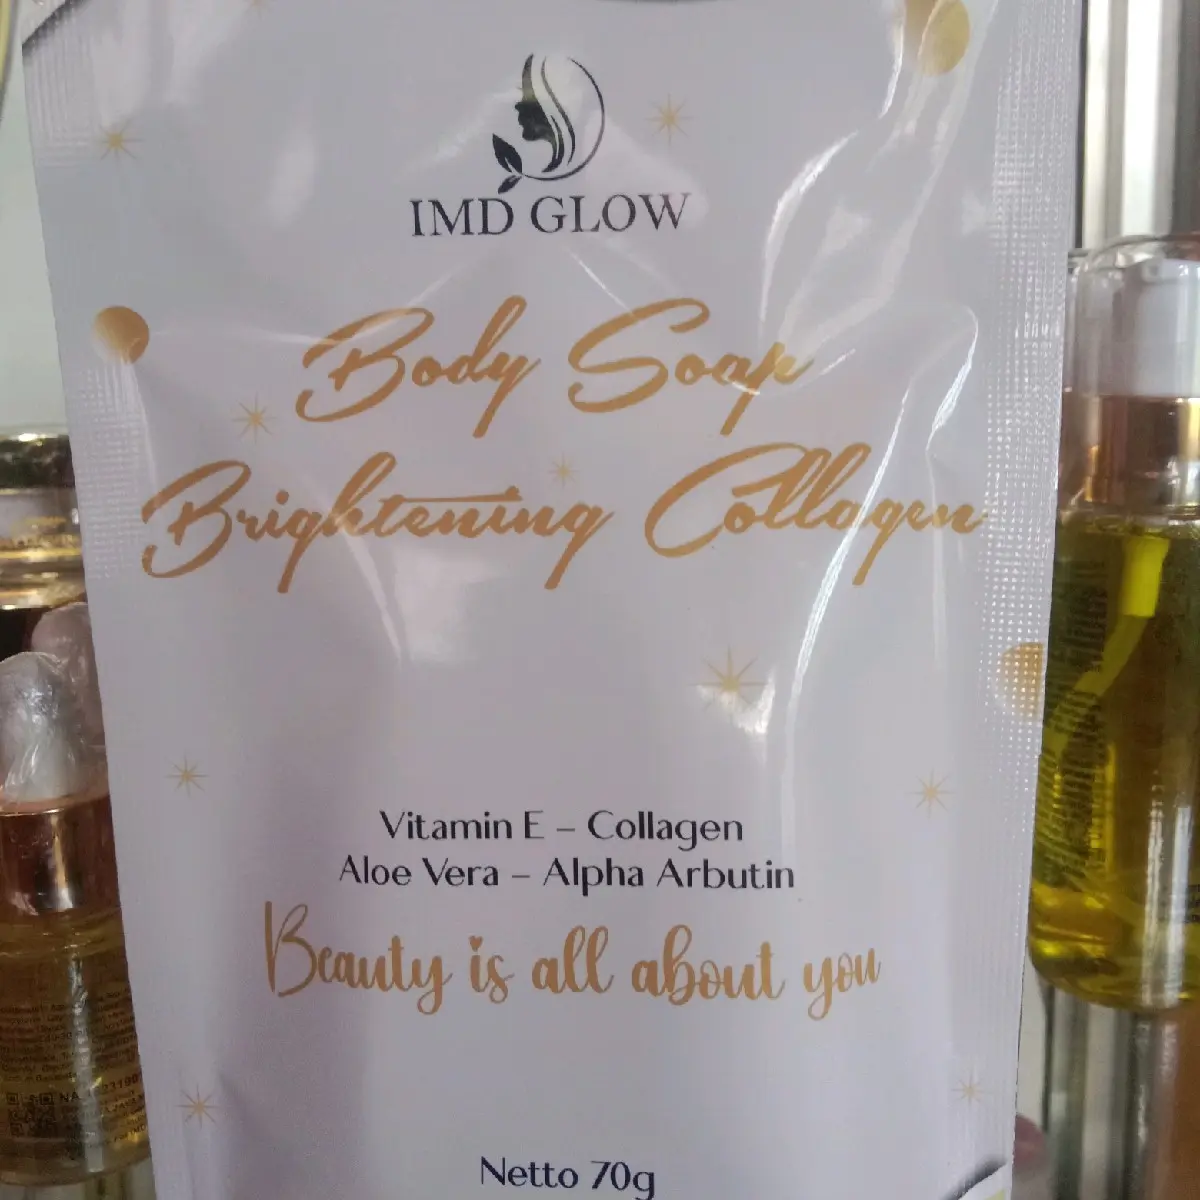 IMD GLOW
Body Soap
Brightening Collagen
Vitamin E – Collagen
Aloe Vera – Alpha Arbutin
Beauty is all about you
Netto 70g